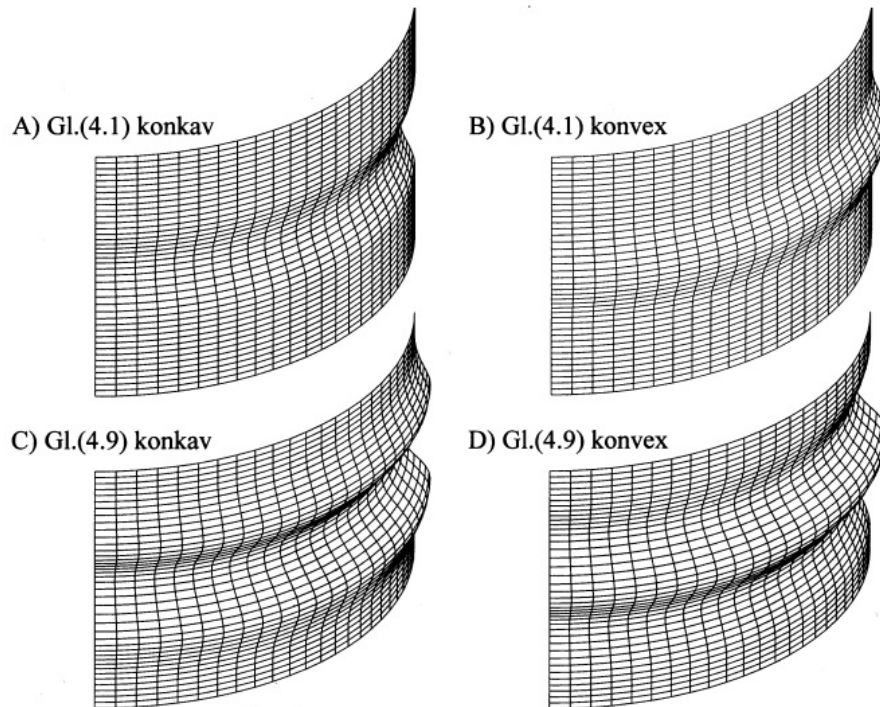 A) Gl.(4.1) konkav
B) Gl.(4.1) konvex
C) Gl.(4.9) konkav
D) Gl.(4.9) konvex